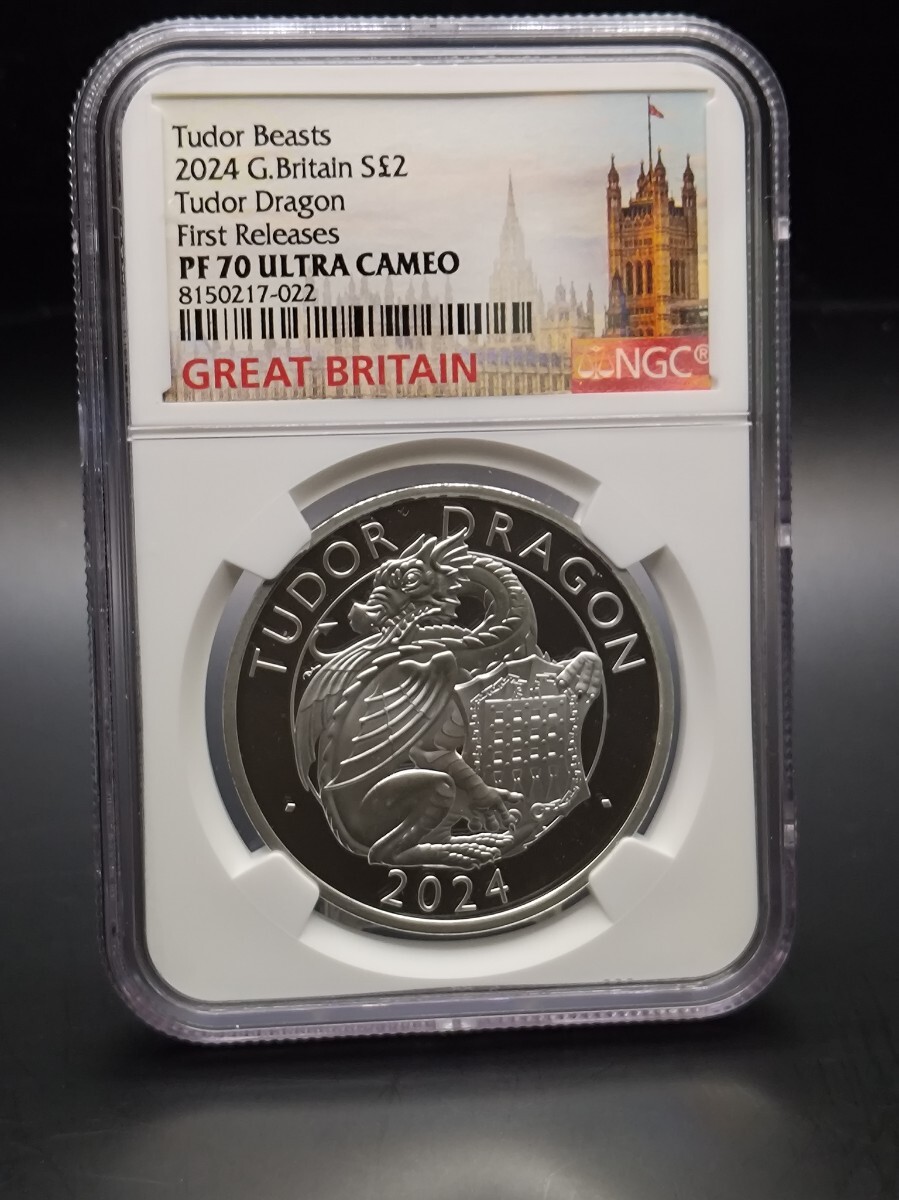 Tudor Beasts
2024 G.Britain S£2
Tudor Dragon
First Releases
PF 70 ULTRA CAMEO
8150217-022
GREAT BRITAIN
NGC®
TUDOR DRAGON
2024